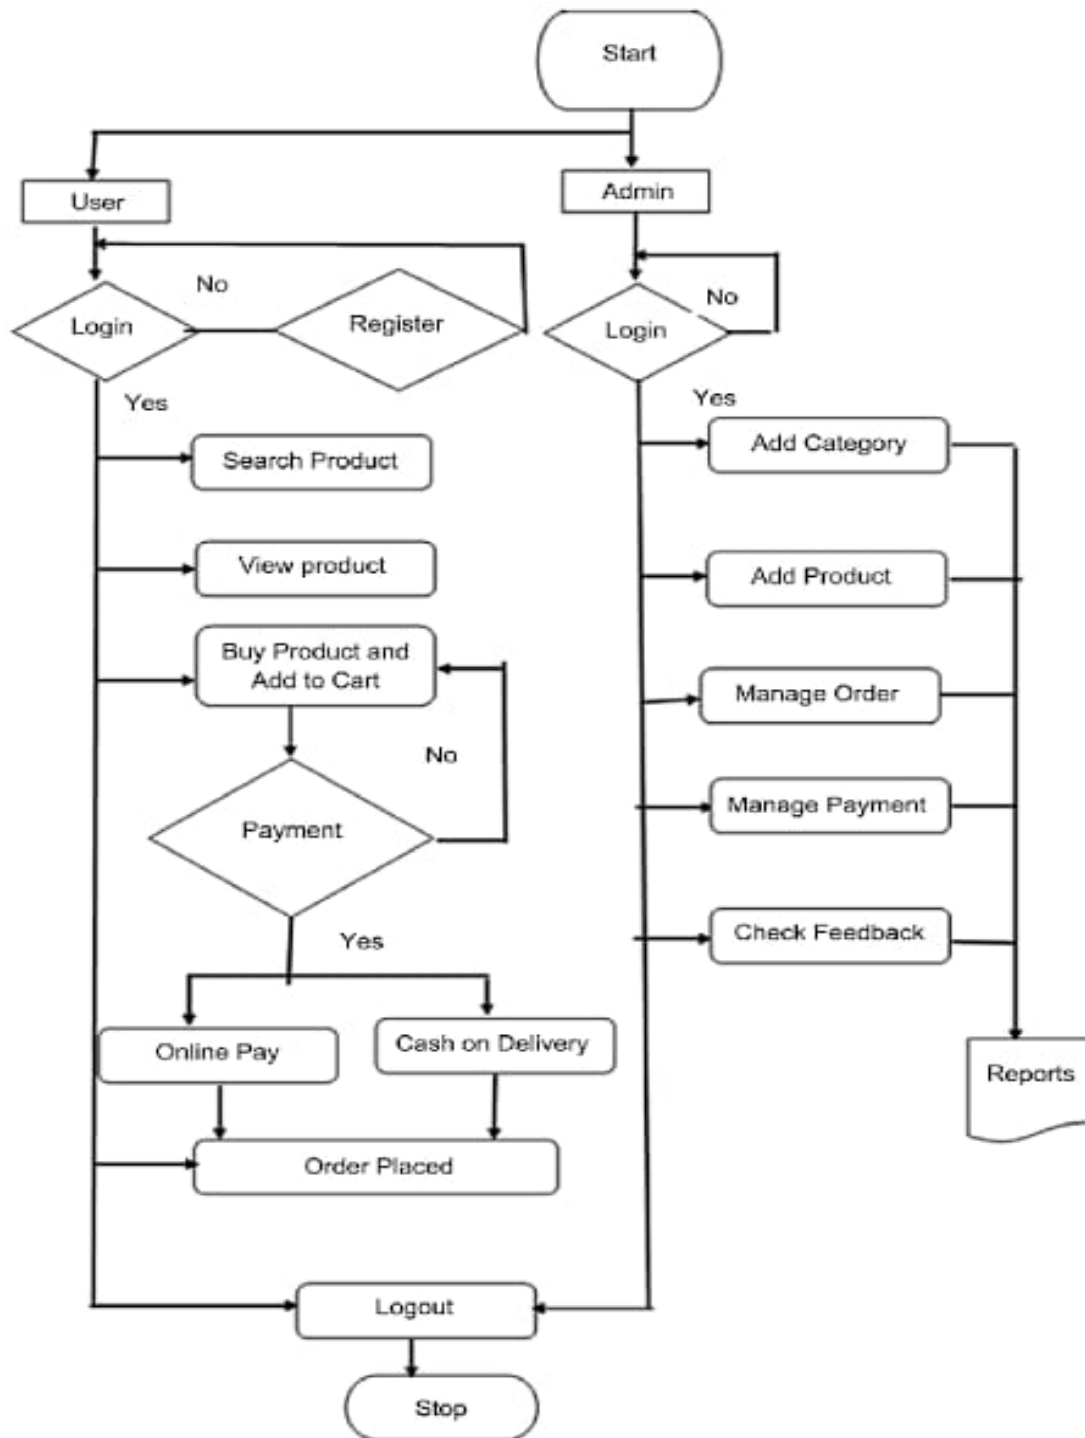 Start
User
Admin
No
Login
Register
No
Login
Yes
Yes
Search Product
Add Category
View product
Add Product
Buy Product and
Add to Cart
Manage Order
No
Manage Payment
Payment
Yes
Check Feedback
Online Pay
Cash on Delivery
Reports
Order Placed
Logout
Stop